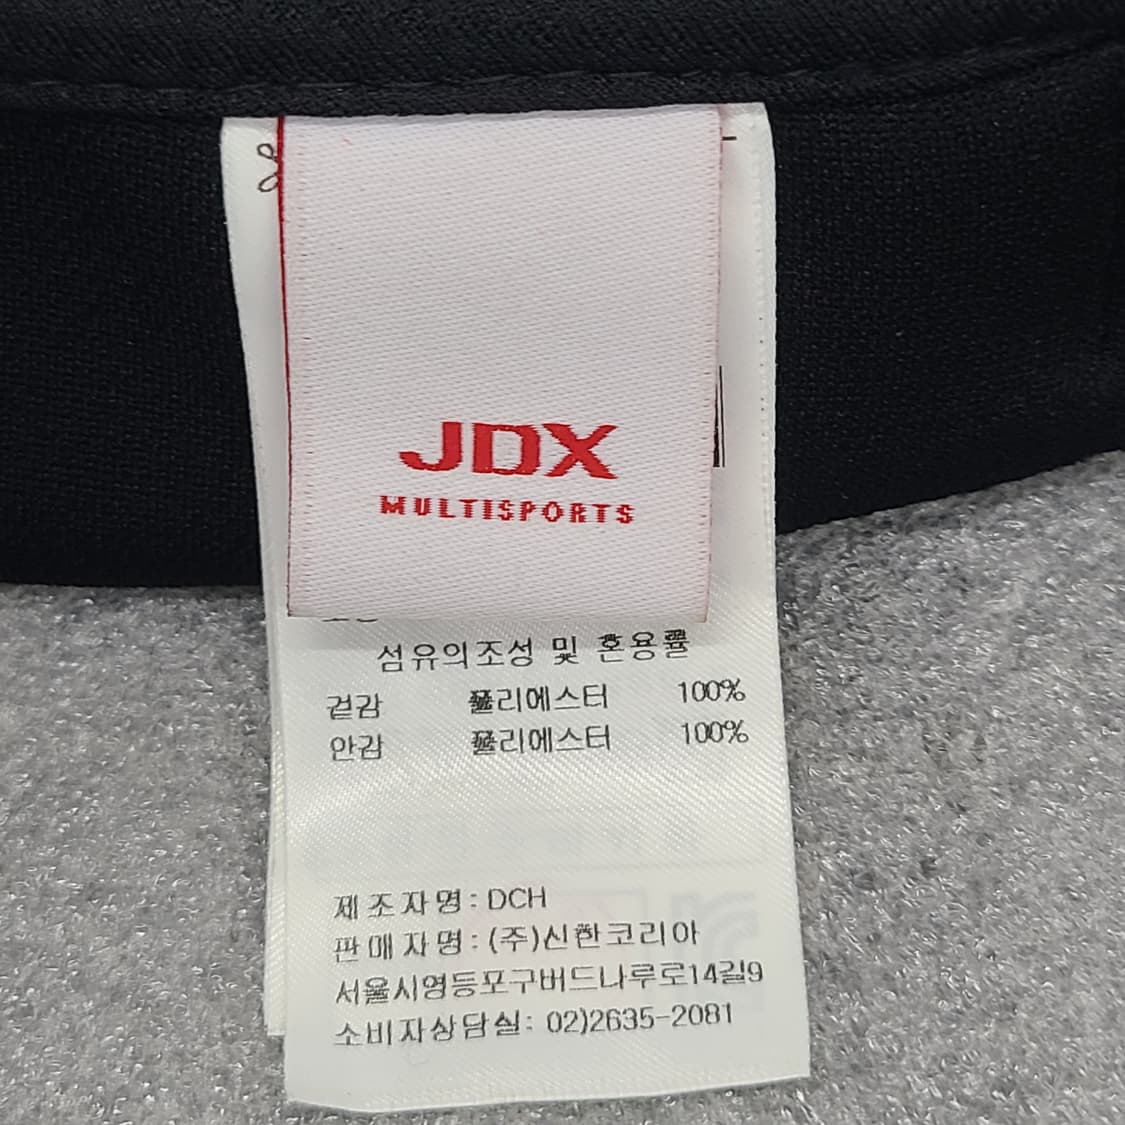 JDX
MULTISPORTS
섬유의조성 및 혼용률
겉감 폴리에스터 100%
안감 폴리에스터 100%
제조자명: DCH
판매자명: (주)신한코리아
서울시영등포구버드나루로14길9
소비자상담실: 02)2635-2081